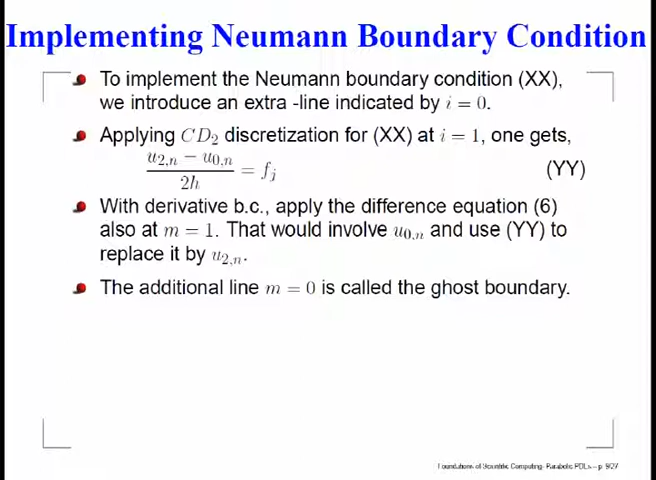 Implementing Neumann Boundary Condition
To implement the Neumann boundary condition (XX),
we introduce an extra -line indicated by i = 0.
Applying CD₂ discretization for (XX) at i = 1, one gets,
(u₂,ₙ − u₀,ₙ) / 2h = fⱼ (YY)
With derivative b.c., apply the difference equation (6)
also at m = 1. That would involve u₀,ₙ and use (YY) to
replace it by u₂,ₙ.
The additional line m = 0 is called the ghost boundary.
Foundations of Scientific Computing- Parabolic PDEs – p. 9/27